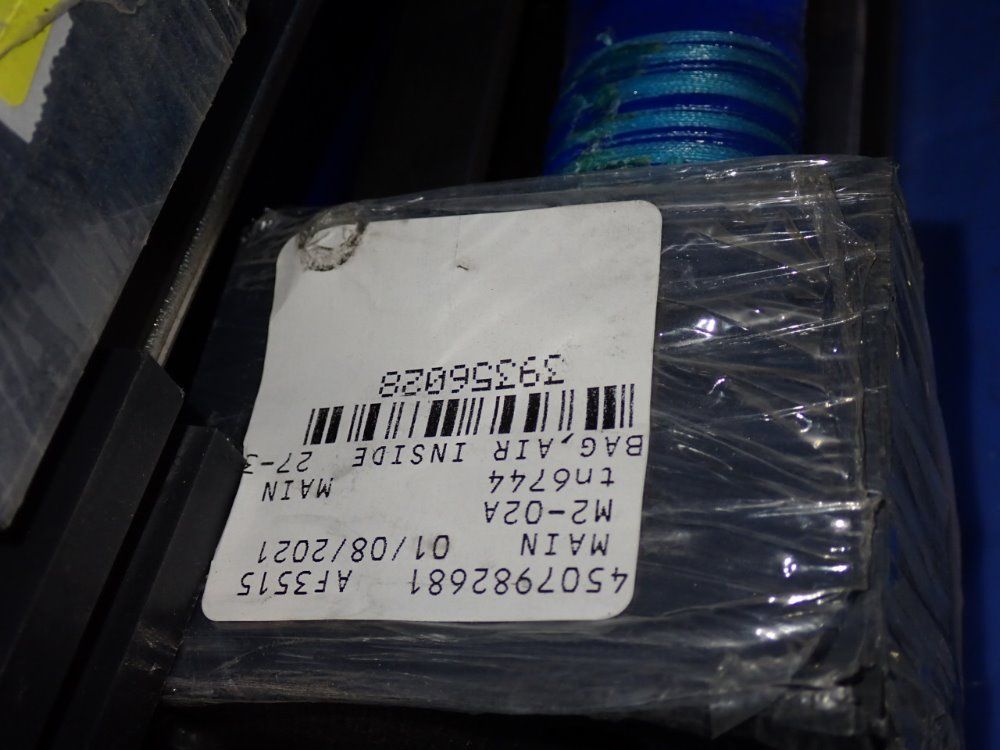 4507982681 AF3515
MAIN 01/08/2021
M2-02A
tn6744 MAIN
BAG,AIR INSIDE 27-3
39356028